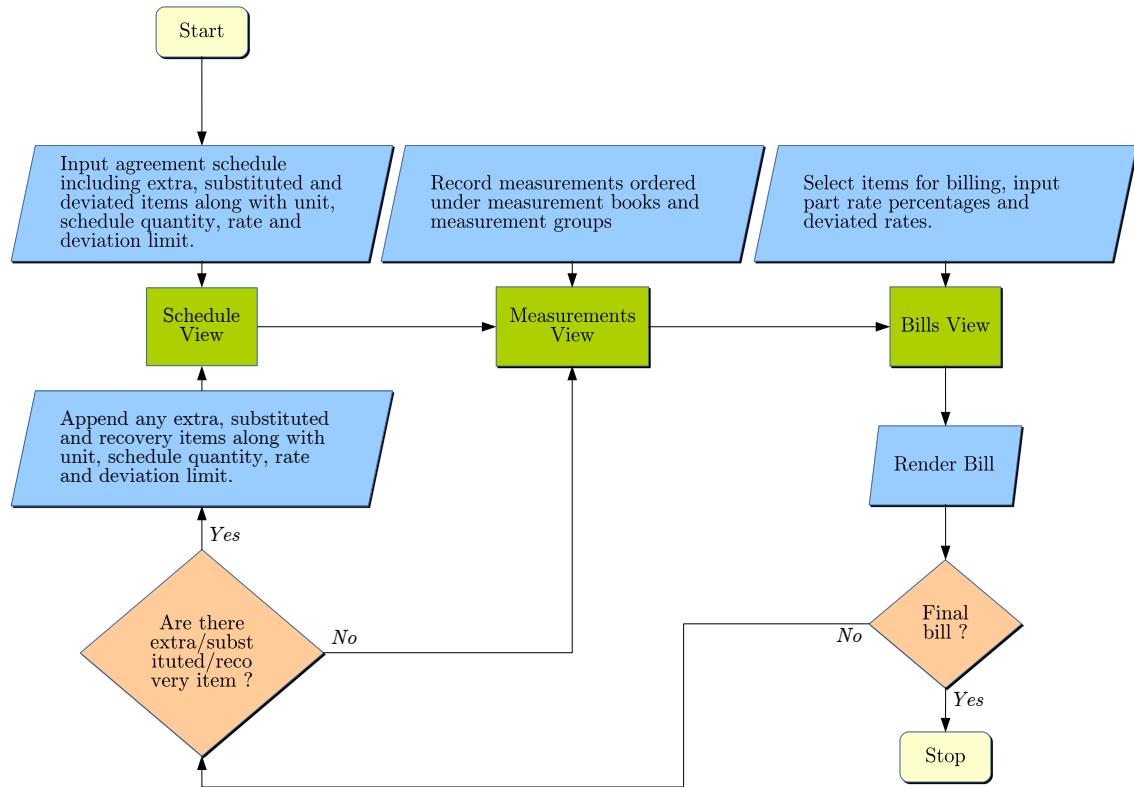 Start
Input agreement schedule
including extra, substituted and
deviated items along with unit,
schedule quantity, rate and
deviation limit.
Record measurements ordered
under measurement books and
measurement groups
Select items for billing, input
part rate percentages and
deviated rates.
Schedule
View
Measurements
View
Bills View
Append any extra, substituted
and recovery items along with
unit, schedule quantity, rate
and deviation limit.
Render Bill
Yes
Are there
extra/subst
ituted/reco
very item ?
No
Final
bill ?
No
Yes
Stop